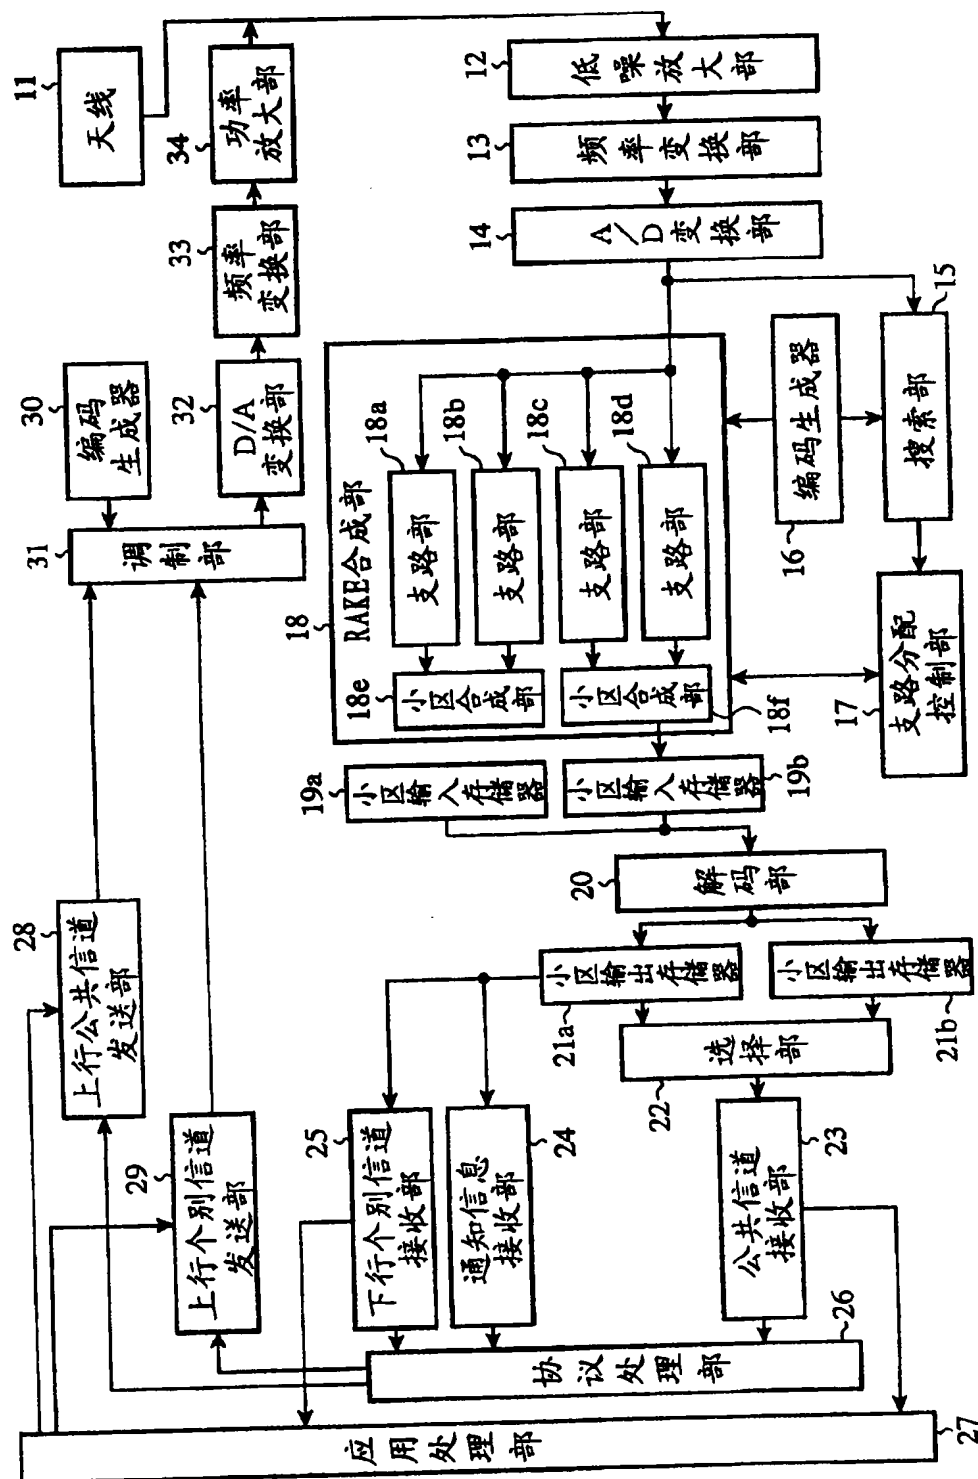 11
天线
34
功率
放大部
33
频率
变换部
32
D/A
变换部
30
编码
生成器
31
调制部
28
上行公共信道
发送部
29
上行个别信道
发送部
12
低噪放大部
13
频率变换部
14
A/D变换部
15
搜索部
16
编码生成器
17
支路分配
控制部
18
RAKE合成部
18a
支路部
18b
支路部
18c
支路部
18d
支路部
18e
小区合成部
18f
小区合成部
19a
小区输入存储器
19b
小区输入存储器
20
解码部
21a
小区输出存储器
21b
小区输出存储器
22
选择部
23
公共信道
接收部
24
通知信息
接收部
25
下行个别信道
接收部
26
协议处理部
27
应用处理部